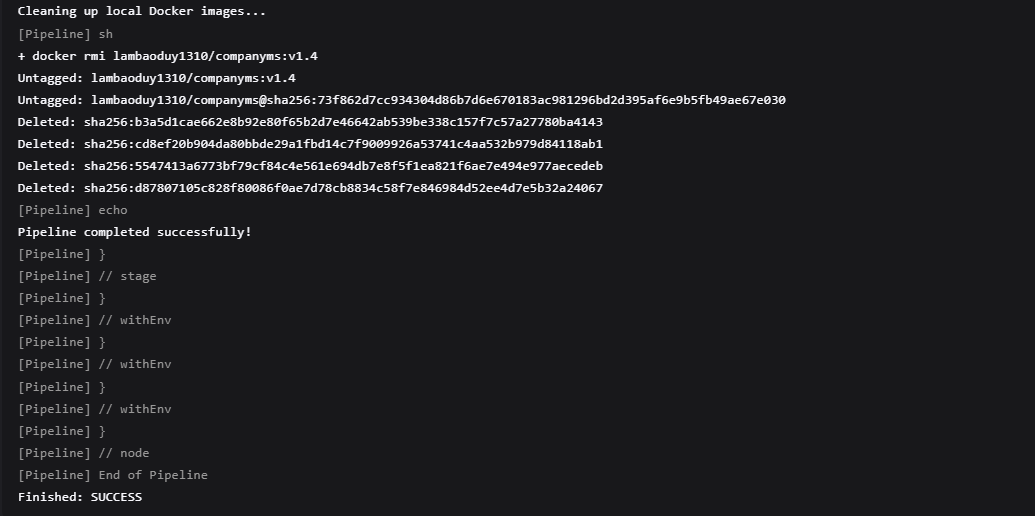 Cleaning up local Docker images...
[Pipeline] sh
+ docker rmi lambaoduy1310/companyms:v1.4
Untagged: lambaoduy1310/companyms:v1.4
Untagged: lambaoduy1310/companyms@sha256:73f862d7cc934304d86b7d6e670183ac981296bd2d395af6e9b5fb49ae67e030
Deleted: sha256:b3a5d1cae662e8b92e80f65b2d7e46642ab539be338c157f7c57a27780ba4143
Deleted: sha256:cd8ef20b904da80bbde29a1fbd14c7f9009926a53741c4aa532b979d84118ab1
Deleted: sha256:5547413a6773bf79cf84c4e561e694db7e8f5f1ea821f6ae7e494e977aecedeb
Deleted: sha256:d87807105c828f80086f0ae7d78cb8834c58f7e846984d52ee4d7e5b32a24067
[Pipeline] echo
Pipeline completed successfully!
[Pipeline] }
[Pipeline] // stage
[Pipeline] }
[Pipeline] // withEnv
[Pipeline] }
[Pipeline] // withEnv
[Pipeline] }
[Pipeline] // withEnv
[Pipeline] }
[Pipeline] // node
[Pipeline] End of Pipeline
Finished: SUCCESS